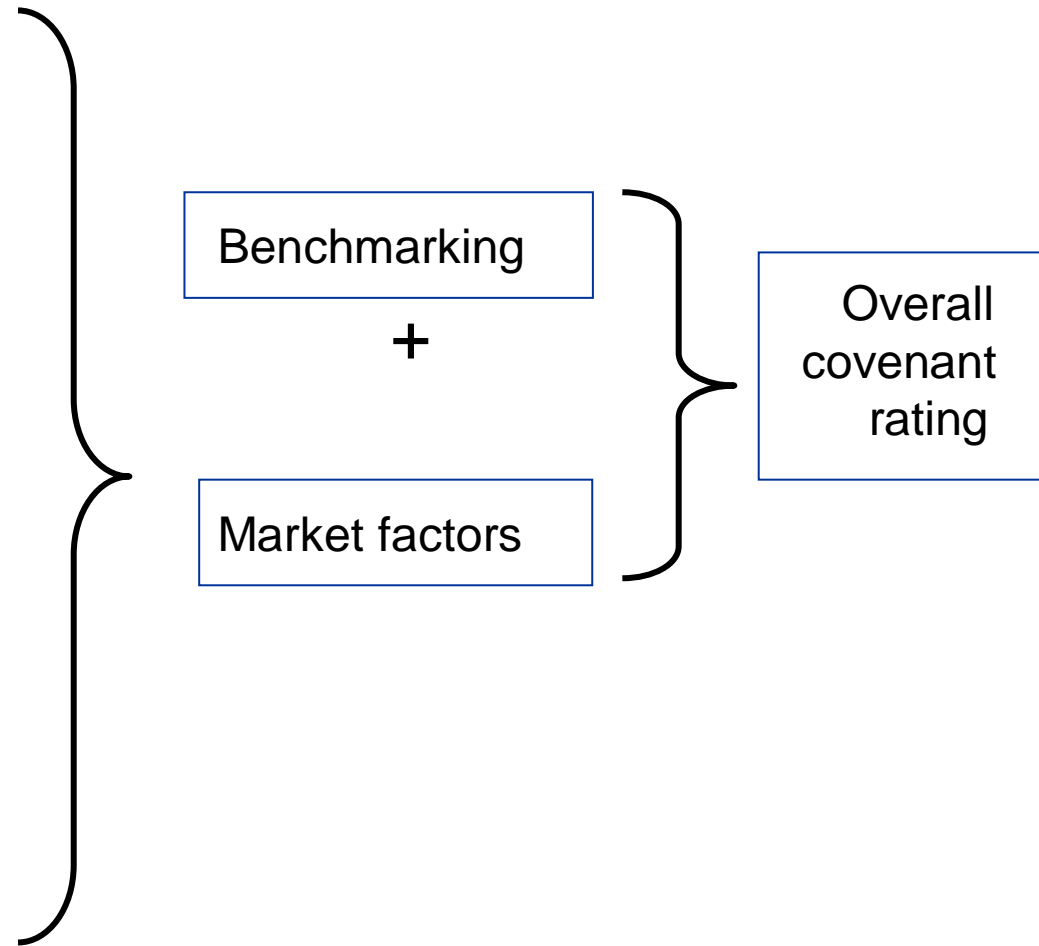 Benchmarking
+
Market factors
Overall
covenant
rating